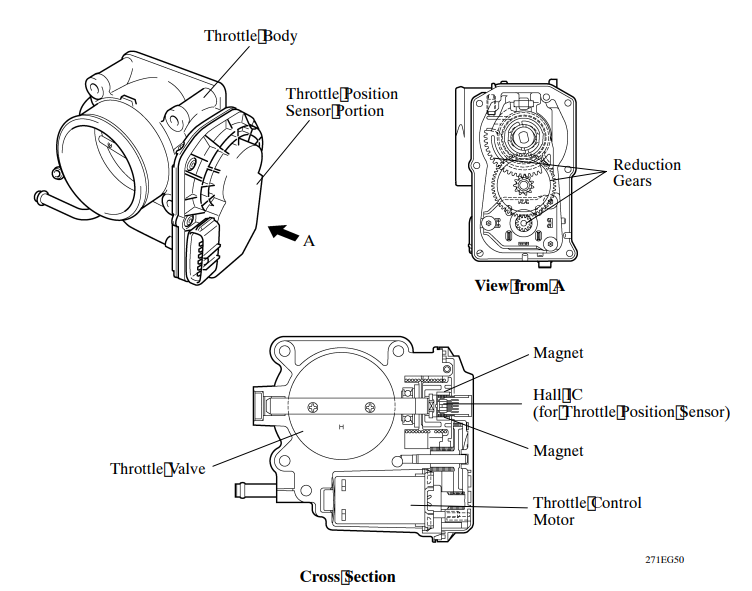 Throttle Body
Throttle Position
Sensor Portion
A
Reduction
Gears
View from A
Magnet
Hall IC
(for Throttle Position Sensor)
Magnet
Throttle Valve
Throttle Control
Motor
271EG50
Cross Section